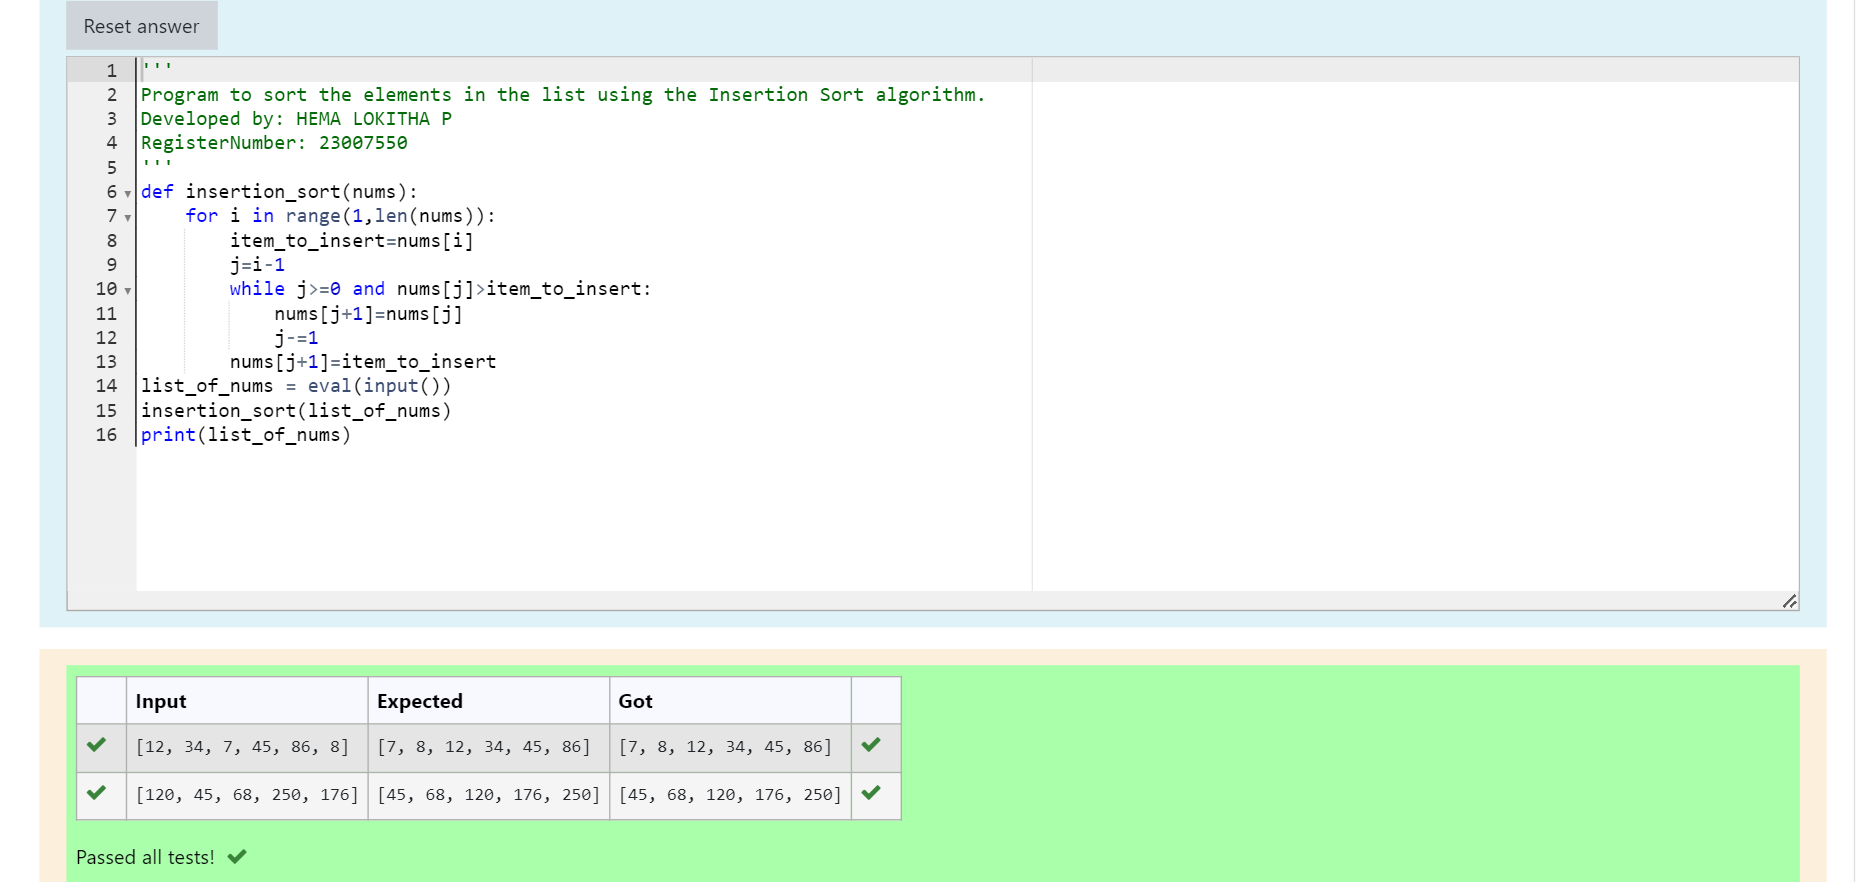 Reset answer
1 '''
2 Program to sort the elements in the list using the Insertion Sort algorithm.
3 Developed by: HEMA LOKITHA P
4 RegisterNumber: 23007550
5 '''
6 def insertion_sort(nums):
7     for i in range(1,len(nums)):
8         item_to_insert=nums[i]
9         j=i-1
10         while j>=0 and nums[j]>item_to_insert:
11             nums[j+1]=nums[j]
12             j-=1
13         nums[j+1]=item_to_insert
14 list_of_nums = eval(input())
15 insertion_sort(list_of_nums)
16 print(list_of_nums)
Input Expected Got
[12, 34, 7, 45, 86, 8] [7, 8, 12, 34, 45, 86] [7, 8, 12, 34, 45, 86]
[120, 45, 68, 250, 176] [45, 68, 120, 176, 250] [45, 68, 120, 176, 250]
Passed all tests!